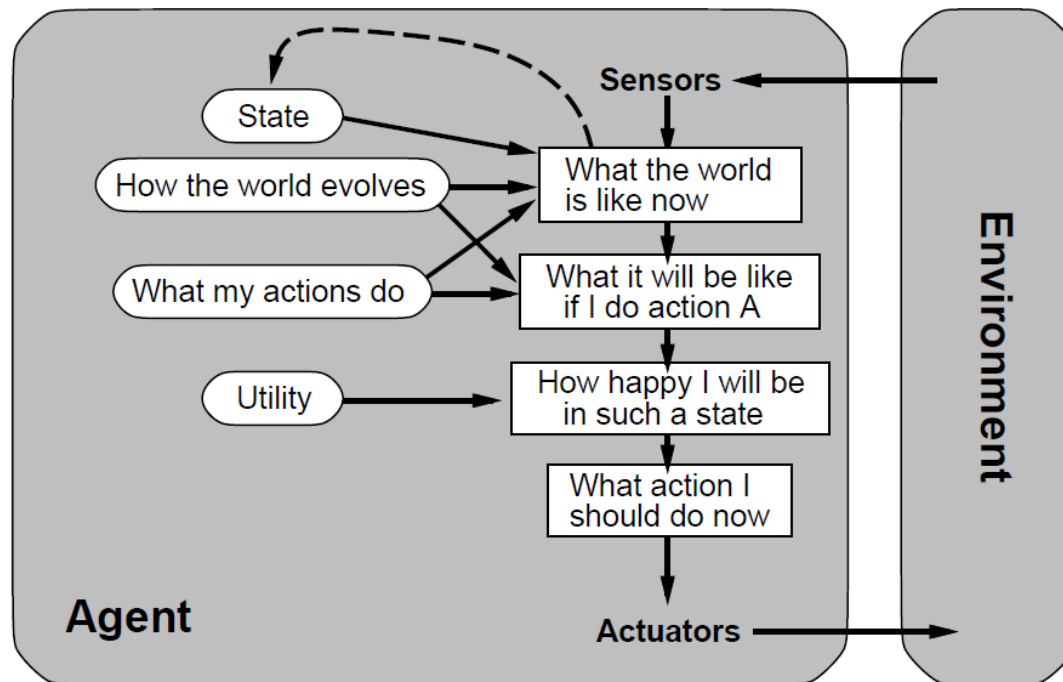 Sensors
State
What the world
is like now
How the world evolves
What it will be like
if I do action A
What my actions do
How happy I will be
in such a state
Utility
What action I
should do now
Agent
Actuators
Environment